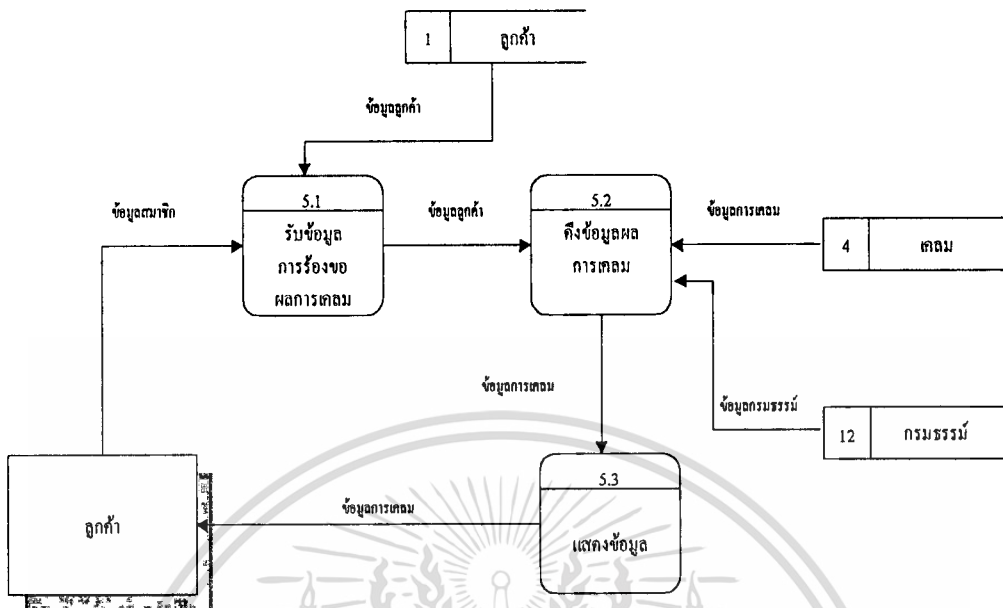 1 ลูกค้า
ข้อมูลลูกค้า
5.1
รับข้อมูล
การร้องขอ
ผลการเคลม
ข้อมูลสมาชิก
ข้อมูลลูกค้า
5.2
ดึงข้อมูลผล
การเคลม
ข้อมูลการเคลม
4 เคลม
ข้อมูลการเคลม
ข้อมูลกรมธรรม์
12 กรมธรรม์
ลูกค้า
ข้อมูลการเคลม
5.3
แสดงข้อมูล